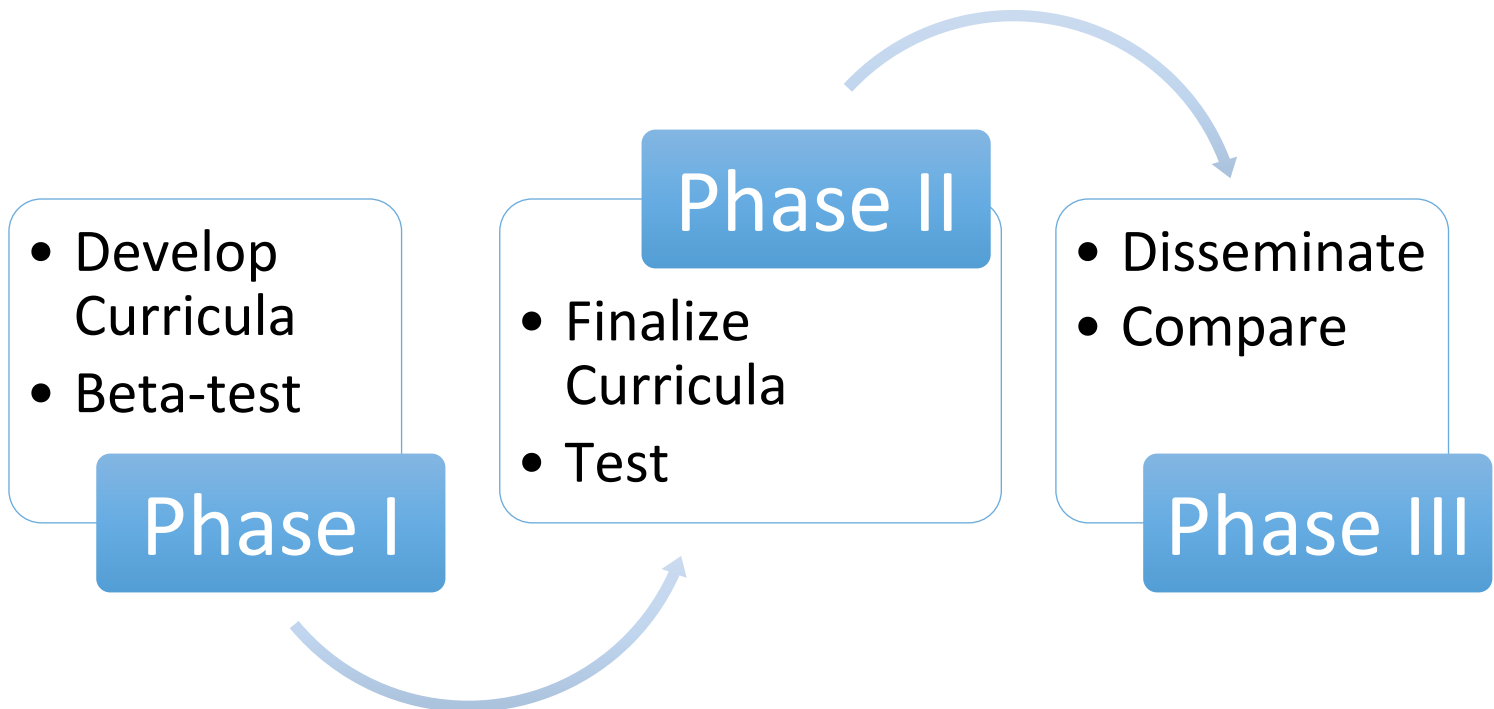 • Develop
Curricula
• Beta-test
Phase I
Phase II
• Finalize
Curricula
• Test
• Disseminate
• Compare
Phase III